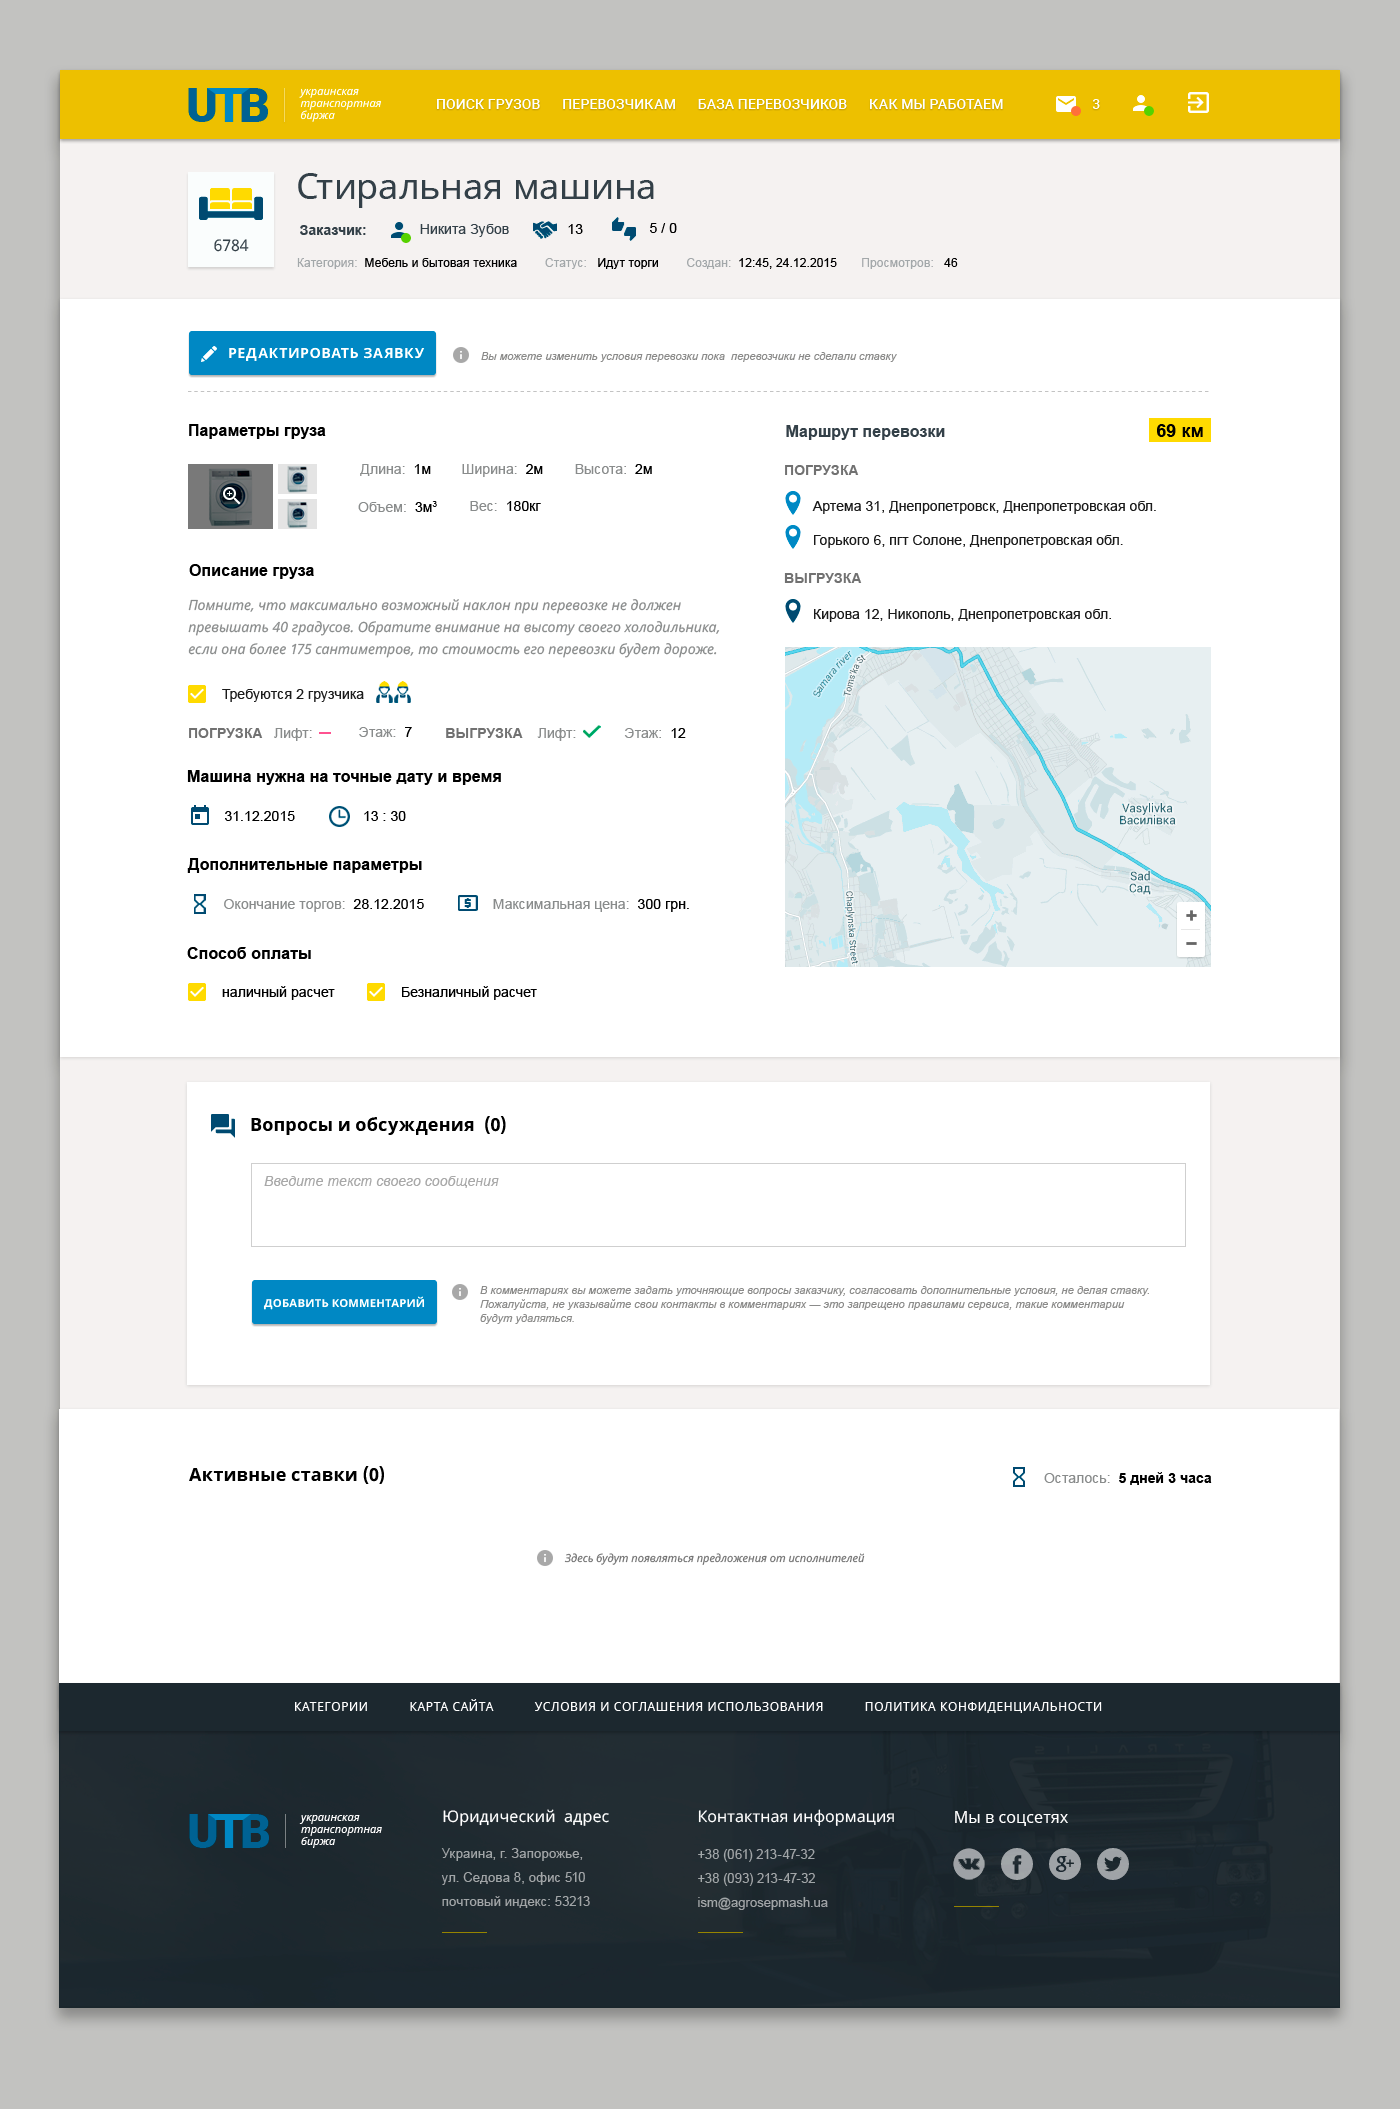 UTB
украинская
транспортная
биржа
ПОИСК ГРУЗОВ ПЕРЕВОЗЧИКАМ БАЗА ПЕРЕВОЗЧИКОВ КАК МЫ РАБОТАЕМ 3
Стиральная машина
6784
Заказчик: Никита Зубов 13 5 / 0
Категория: Мебель и бытовая техника Статус: Идут торги Создан: 12:45, 24.12.2015 Просмотров: 46
РЕДАКТИРОВАТЬ ЗАЯВКУ
Вы можете изменить условия перевозки пока перевозчики не сделали ставку
Параметры груза
Длина: 1м Ширина: 2м Высота: 2м
Объем: 3м³ Вес: 180кг
Описание груза
Помните, что максимально возможный наклон при перевозке не должен
превышать 40 градусов. Обратите внимание на высоту своего холодильника,
если она более 175 сантиметров, то стоимость его перевозки будет дороже.
Требуются 2 грузчика
ПОГРУЗКА Лифт: Этаж: 7 ВЫГРУЗКА Лифт: Этаж: 12
Машина нужна на точные дату и время
31.12.2015 13 : 30
Дополнительные параметры
Окончание торгов: 28.12.2015 Максимальная цена: 300 грн.
Способ оплаты
наличный расчет Безналичный расчет
Маршрут перевозки 69 км
ПОГРУЗКА
Артема 31, Днепропетровск, Днепропетровская обл.
Горького 6, пгт Солоне, Днепропетровская обл.
ВЫГРУЗКА
Кирова 12, Никополь, Днепропетровская обл.
Samara river
Toms'ka St
Vasylivka
Василівка
Sad
Сад
Chaplynska Street
+
−
Вопросы и обсуждения (0)
Введите текст своего сообщения
ДОБАВИТЬ КОММЕНТАРИЙ
В комментариях вы можете задать уточняющие вопросы заказчику, согласовать дополнительные условия, не делая ставку.
Пожалуйста, не указывайте свои контакты в комментариях — это запрещено правилами сервиса, такие комментарии
будут удаляться.
Активные ставки (0)
Осталось: 5 дней 3 часа
Здесь будут появляться предложения от исполнителей
КАТЕГОРИИ КАРТА САЙТА УСЛОВИЯ И СОГЛАШЕНИЯ ИСПОЛЬЗОВАНИЯ ПОЛИТИКА КОНФИДЕНЦИАЛЬНОСТИ
UTB
украинская
транспортная
биржа
Юридический адрес
Украина, г. Запорожье,
ул. Седова 8, офис 510
почтовый индекс: 53213
Контактная информация
+38 (061) 213-47-32
+38 (093) 213-47-32
ism@agrosepmash.ua
Мы в соцсетях